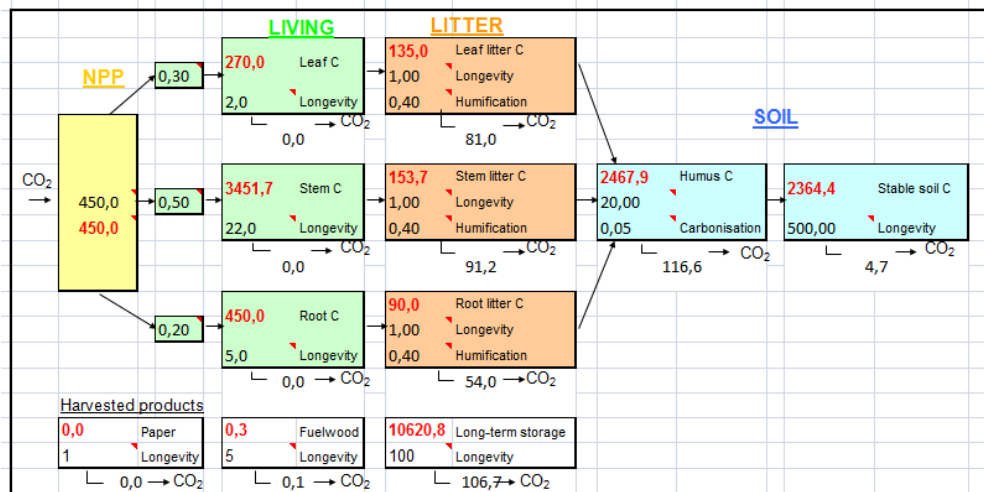 LIVING
LITTER
NPP
SOIL
270,0 Leaf C
2,0 Longevity
0,0 CO₂
135,0 Leaf litter C
1,00 Longevity
0,40 Humification
81,0 CO₂
0,30
CO₂
450,0
450,0
0,50
3451,7 Stem C
22,0 Longevity
0,0 CO₂
153,7 Stem litter C
1,00 Longevity
0,40 Humification
91,2 CO₂
2467,9 Humus C
20,00
0,05 Carbonisation
116,6 CO₂
2364,4 Stable soil C
500,00 Longevity
4,7 CO₂
0,20
450,0 Root C
5,0 Longevity
0,0 CO₂
90,0 Root litter C
1,00 Longevity
0,40 Humification
54,0 CO₂
Harvested products
0,0 Paper
1 Longevity
0,0 CO₂
0,3 Fuelwood
5 Longevity
0,1 CO₂
10620,8 Long-term storage
100 Longevity
106,7 CO₂